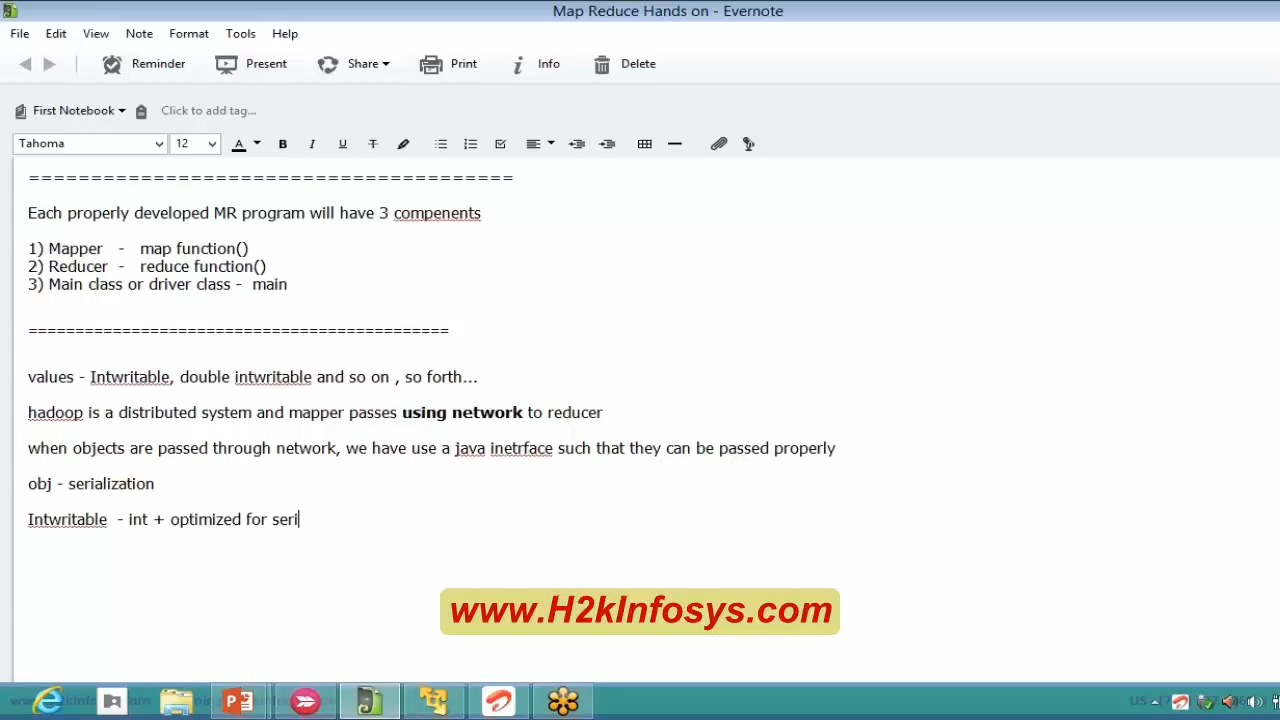 Map Reduce Hands on - Evernote
File Edit View Note Format Tools Help
Reminder Present Share Print Info Delete
First Notebook Click to add tag...
Tahoma 12 A B I U T
=======================================
Each properly developed MR program will have 3 compenents
1) Mapper - map function()
2) Reducer - reduce function()
3) Main class or driver class - main
=============================================
values - Intwritable, double intwritable and so on , so forth...
hadoop is a distributed system and mapper passes using network to reducer
when objects are passed through network, we have use a java inetrface such that they can be passed properly
obj - serialization
Intwritable - int + optimized for seri
www.H2kInfosys.com